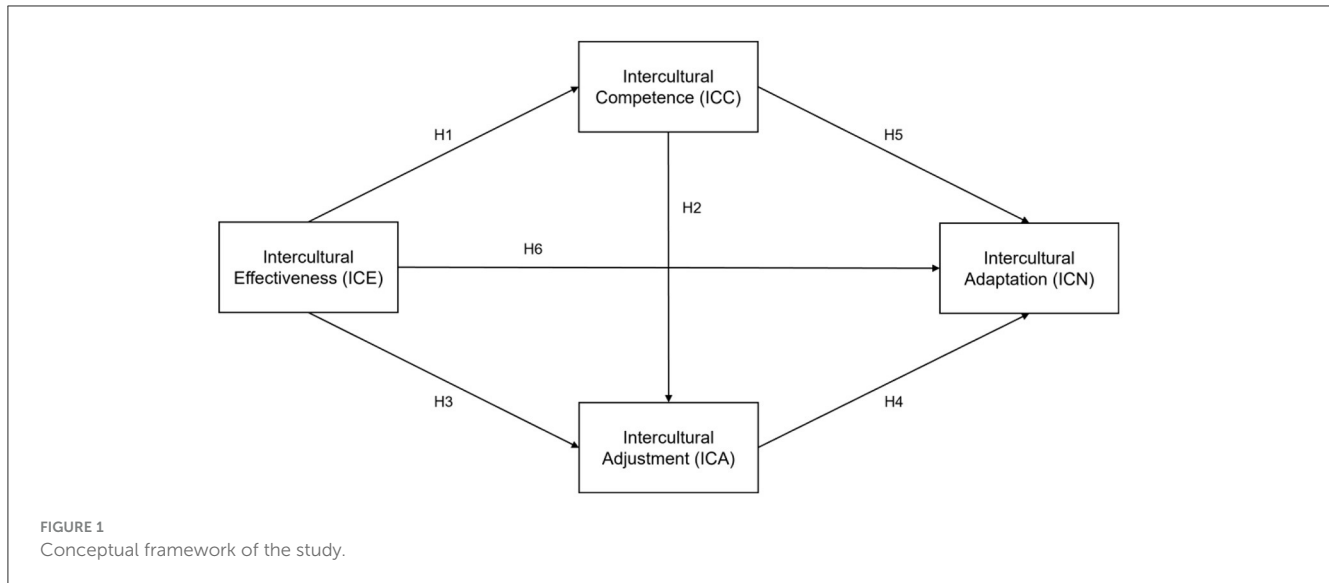 Intercultural
Competence (ICC)
H1
H5
H2
Intercultural
Effectiveness (ICE)
H6
Intercultural
Adaptation (ICN)
H3
H4
Intercultural
Adjustment (ICA)
FIGURE 1
Conceptual framework of the study.